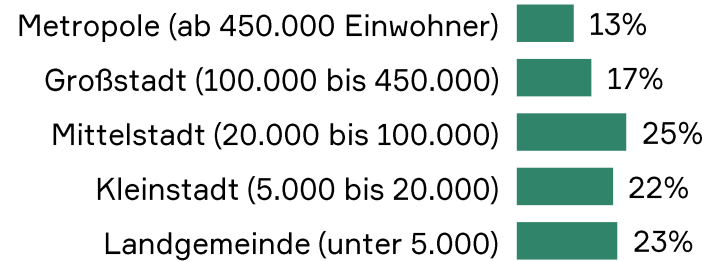 Metropole (ab 450.000 Einwohner) 13%
Großstadt (100.000 bis 450.000) 17%
Mittelstadt (20.000 bis 100.000) 25%
Kleinstadt (5.000 bis 20.000) 22%
Landgemeinde (unter 5.000) 23%